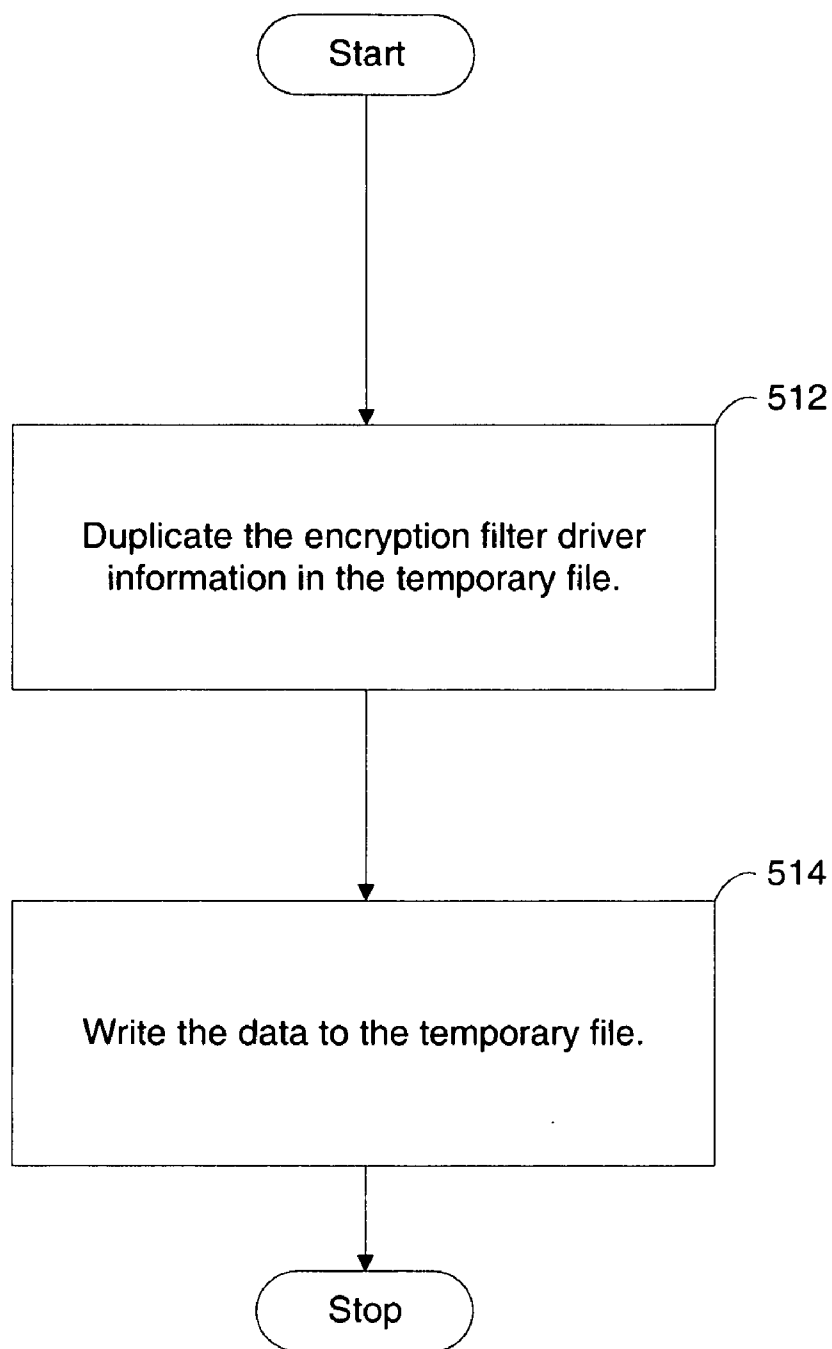 Start
512
Duplicate the encryption filter driver
information in the temporary file.
514
Write the data to the temporary file.
Stop